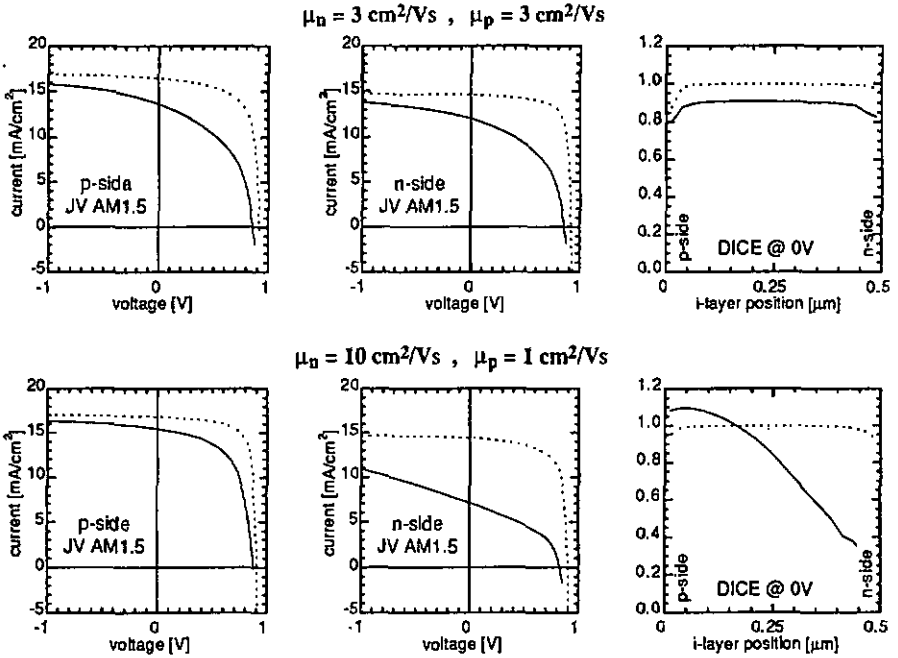 μn = 3 cm2/Vs , μp = 3 cm2/Vs
20
15
10
5
0
-5
current [mA/cm2]
p-side
JV AM1.5
-1
0
1
voltage [V]
20
15
10
5
0
-5
current [mA/cm2]
n-side
JV AM1.5
-1
0
1
voltage [V]
1.2
1.0
0.8
0.6
0.4
0.2
0.0
p-side
DICE @ 0V
n-side
0
0.25
0.5
i-layer position [μm]
μn = 10 cm2/Vs , μp = 1 cm2/Vs
20
15
10
5
0
-5
current [mA/cm2]
p-side
JV AM1.5
-1
0
1
voltage [V]
20
15
10
5
0
-5
current [mA/cm2]
n-side
JV AM1.5
-1
0
1
voltage [V]
1.2
1.0
0.8
0.6
0.4
0.2
0.0
p-side
DICE @ 0V
n-side
0
0.25
0.5
i-layer position [μm]